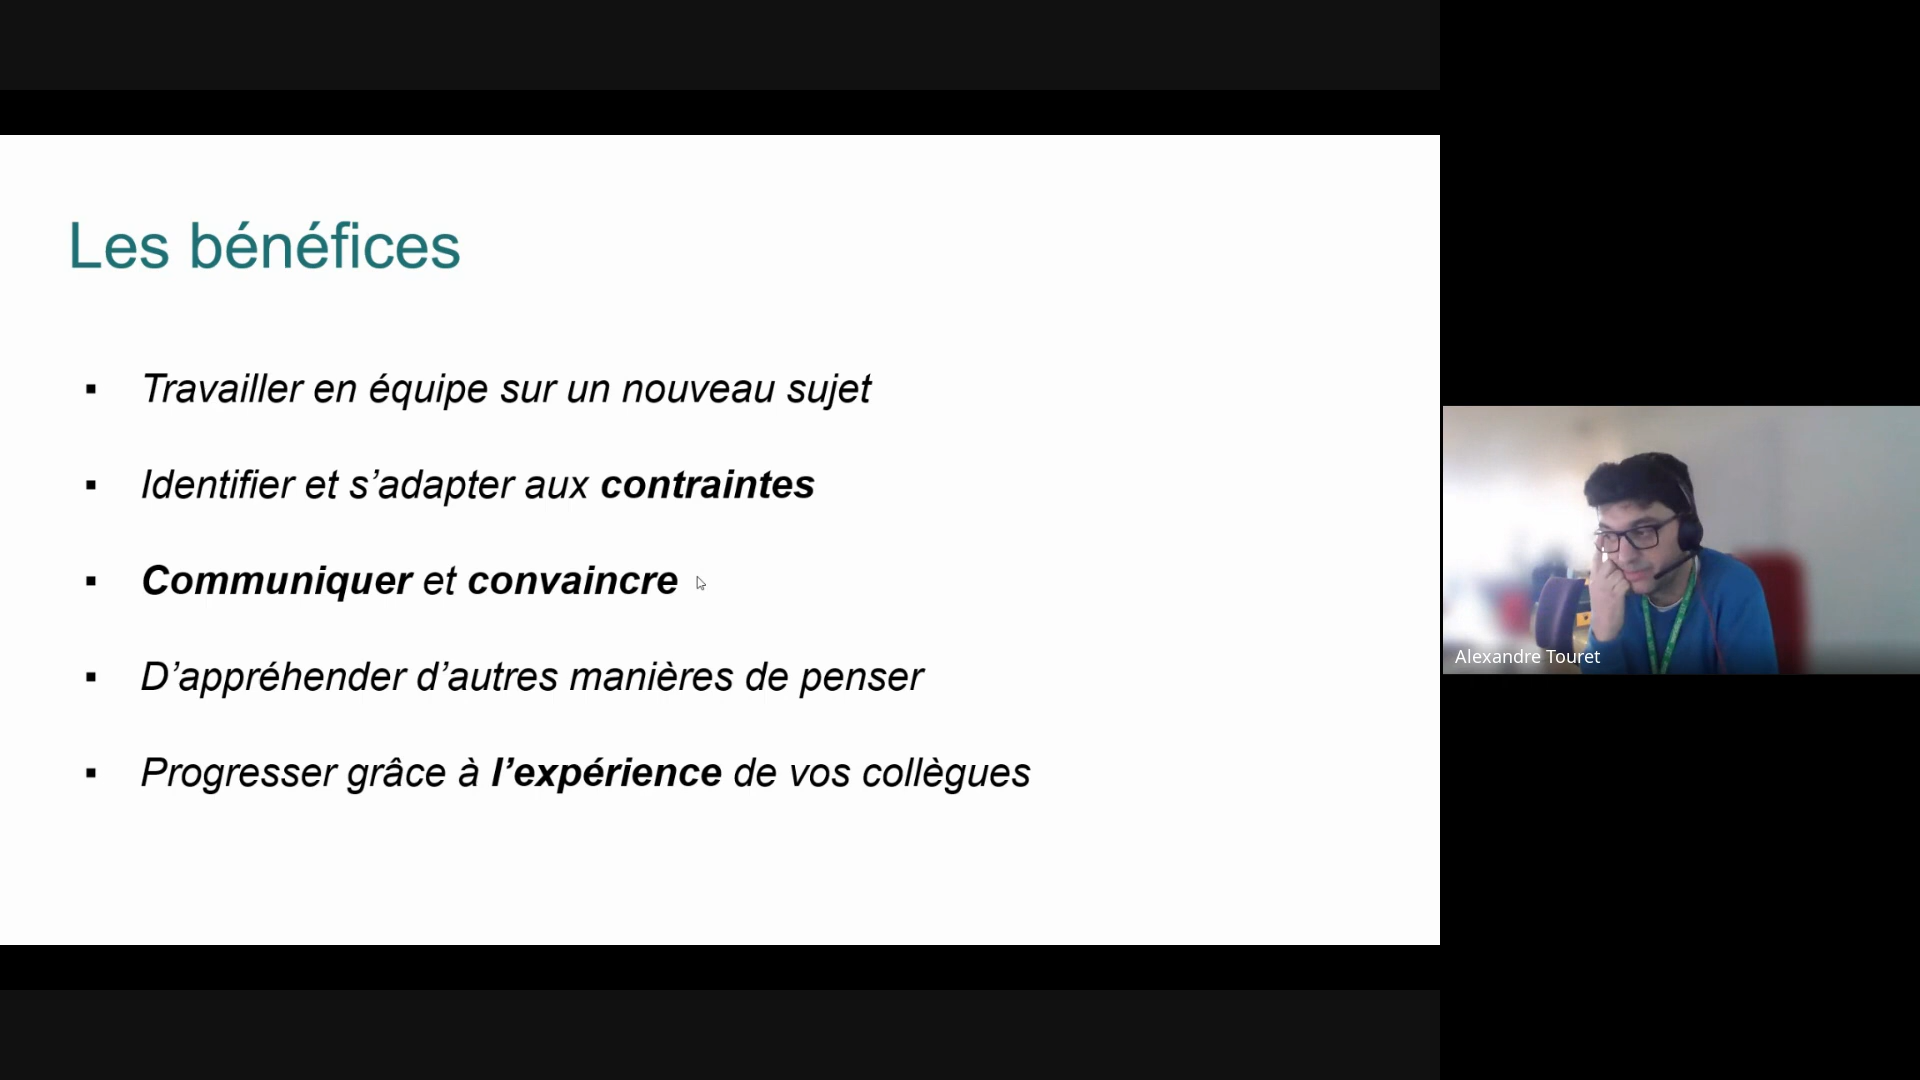 Les bénéfices
▪ Travailler en équipe sur un nouveau sujet
▪ Identifier et s’adapter aux contraintes
▪ Communiquer et convaincre
▪ D’appréhender d’autres manières de penser
▪ Progresser grâce à l’expérience de vos collègues
Alexandre Touret